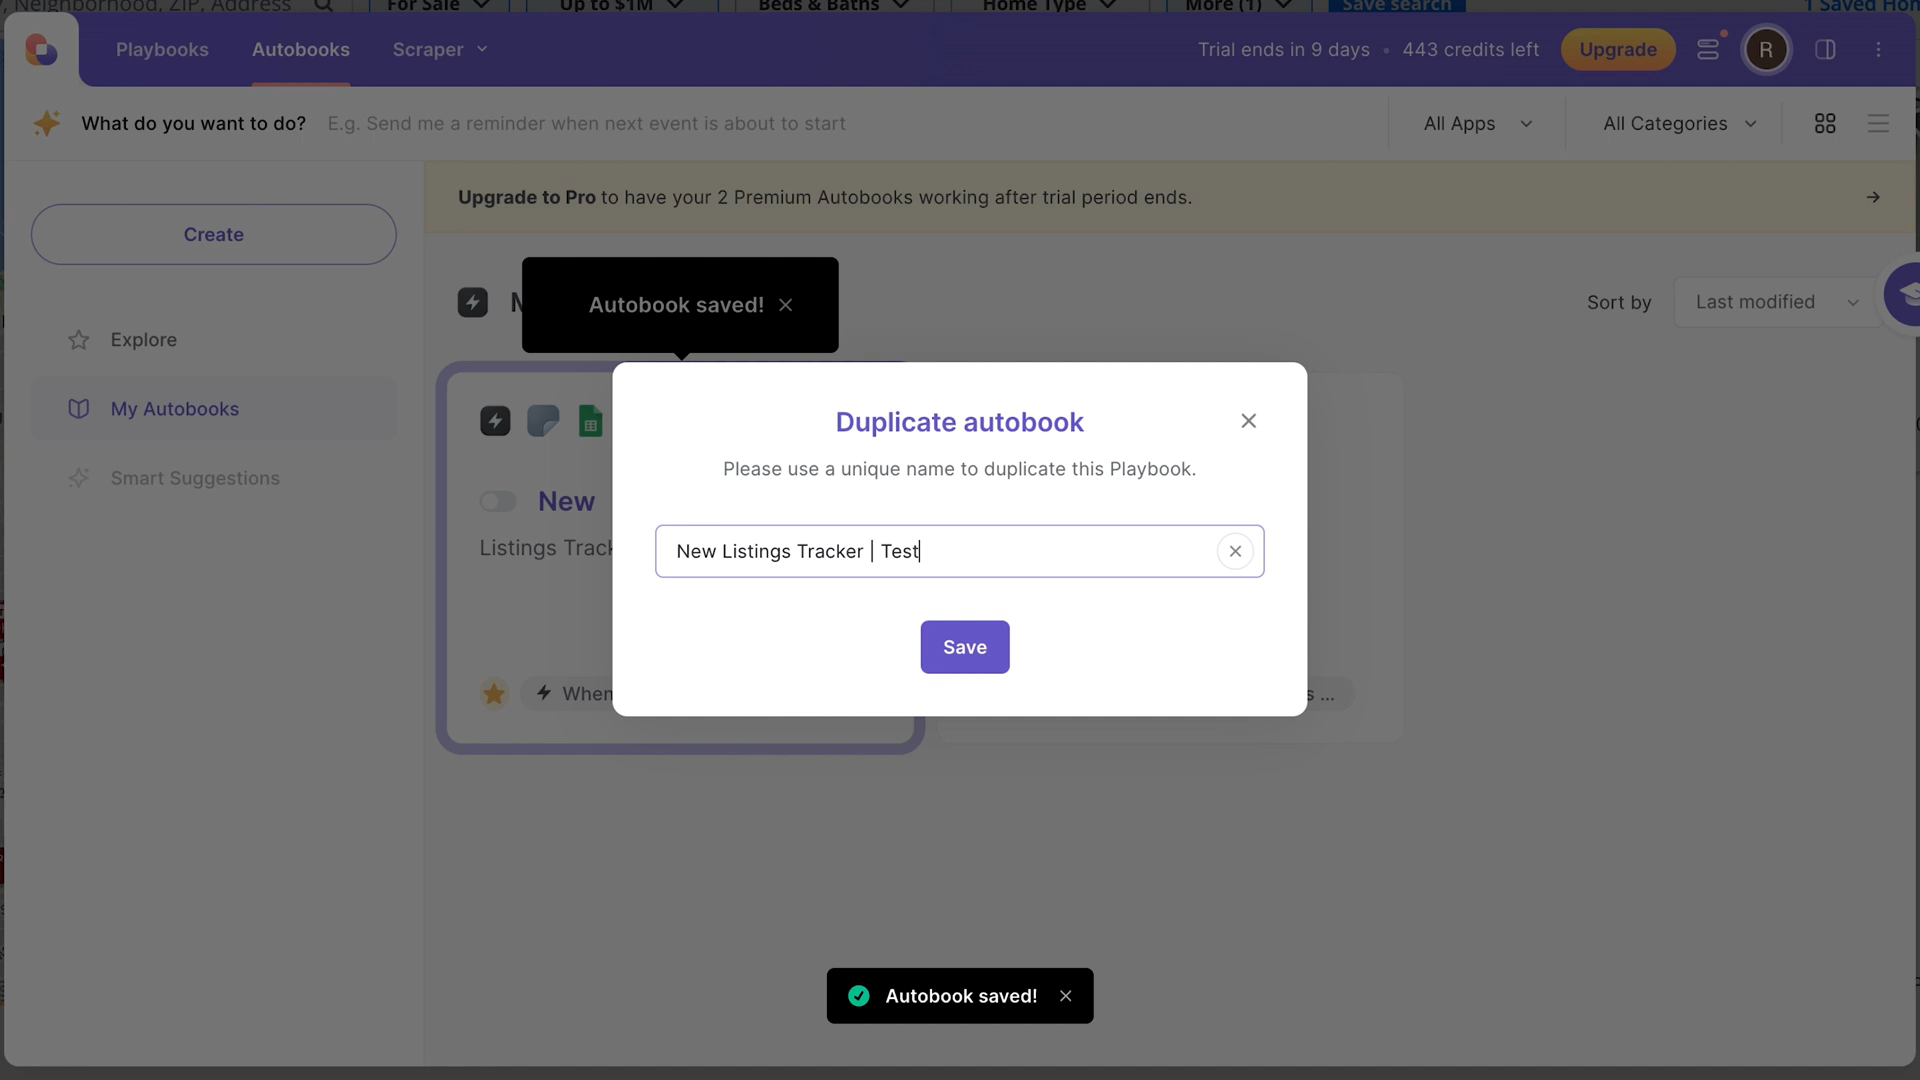 Neighborhood, ZIP, Address
For Sale
Up to $1M
Beds & Baths
Home Type
More (1)
Save search
1 Saved
Playbooks
Autobooks
Scraper
Trial ends in 9 days • 443 credits left
Upgrade
R
What do you want to do?
E.g. Send me a reminder when next event is about to start
All Apps
All Categories
Upgrade to Pro to have your 2 Premium Autobooks working after trial period ends.
Create
Explore
My Autobooks
Smart Suggestions
Autobook saved!
Sort by
Last modified
Duplicate autobook
Please use a unique name to duplicate this Playbook.
New
Listings
New Listings Tracker | Test
Save
When
s ...
Autobook saved!